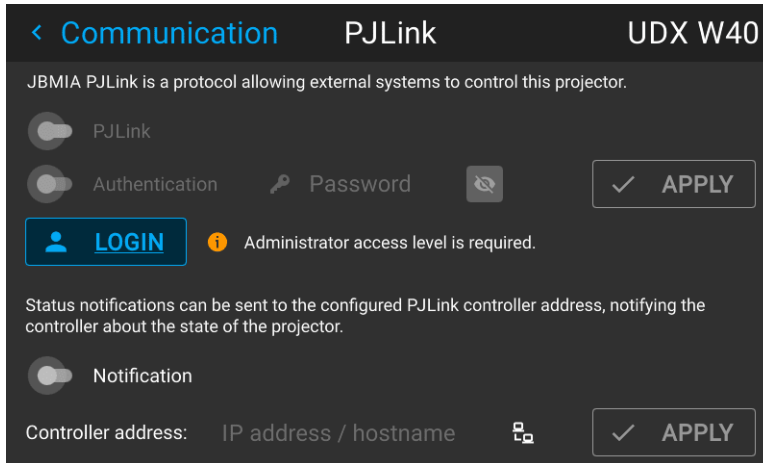 Communication PJLink UDX W40
JBMIA PJLink is a protocol allowing external systems to control this projector.
PJLink
Authentication Password APPLY
LOGIN Administrator access level is required.
Status notifications can be sent to the configured PJLink controller address, notifying the
controller about the state of the projector.
Notification
Controller address: IP address / hostname APPLY